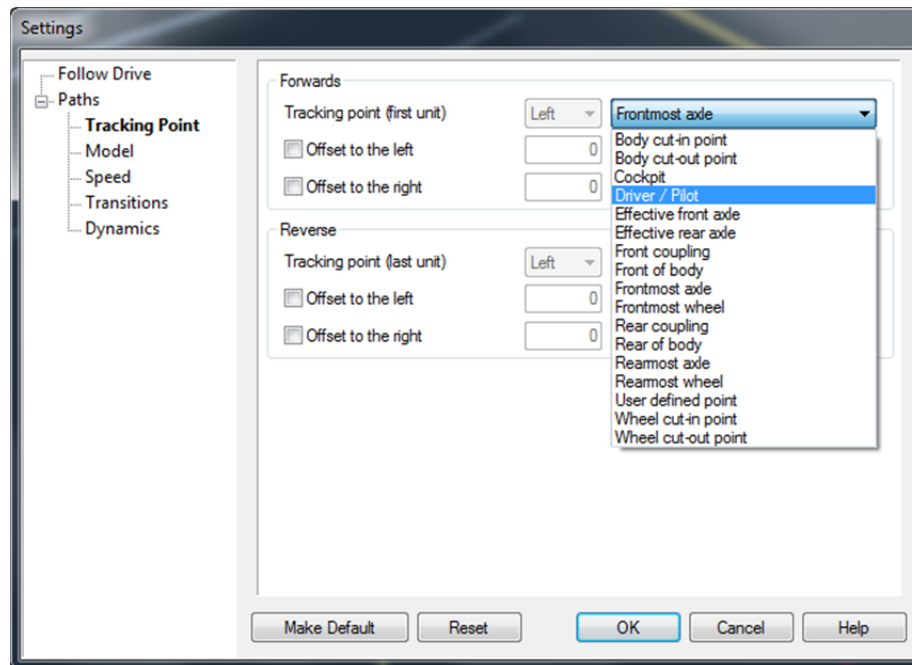 Settings
Follow Drive
Paths
Tracking Point
Model
Speed
Transitions
Dynamics
Forwards
Tracking point (first unit) Left Frontmost axle
Offset to the left 0
Offset to the right 0
Body cut-in point
Body cut-out point
Cockpit
Driver / Pilot
Effective front axle
Effective rear axle
Front coupling
Front of body
Frontmost axle
Frontmost wheel
Rear coupling
Rear of body
Rearmost axle
Rearmost wheel
User defined point
Wheel cut-in point
Wheel cut-out point
Reverse
Tracking point (last unit) Left
Offset to the left 0
Offset to the right 0
Make Default Reset OK Cancel Help